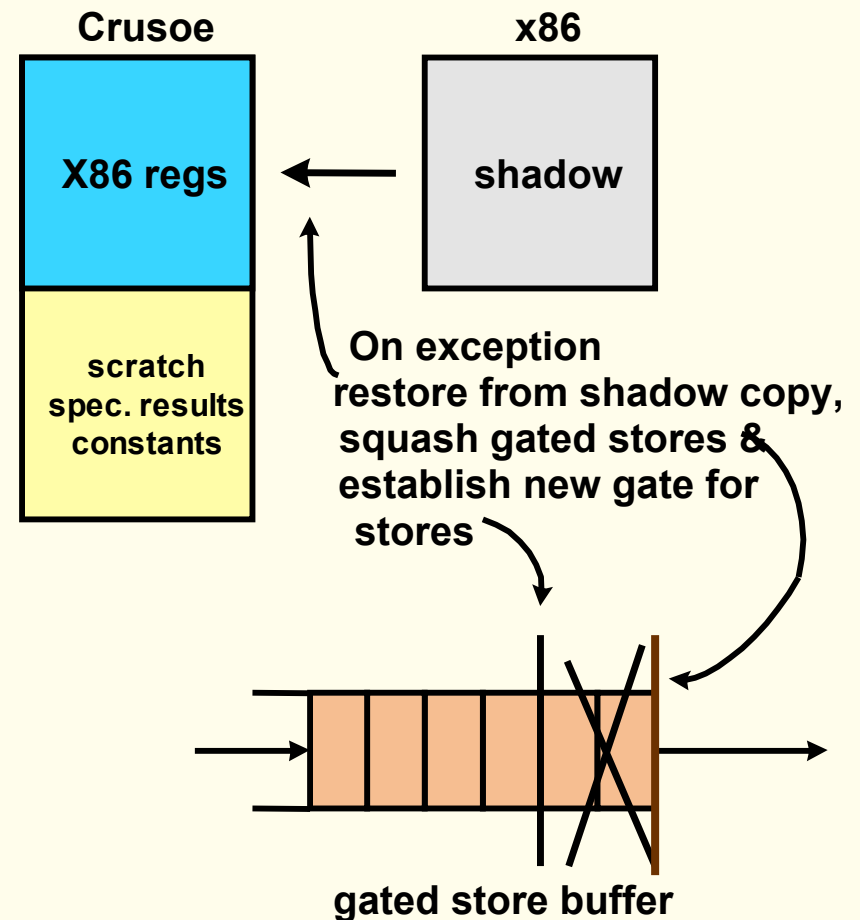 Crusoe
x86
X86 regs
shadow
scratch
spec. results
constants
On exception
restore from shadow copy,
squash gated stores &
establish new gate for
stores
gated store buffer